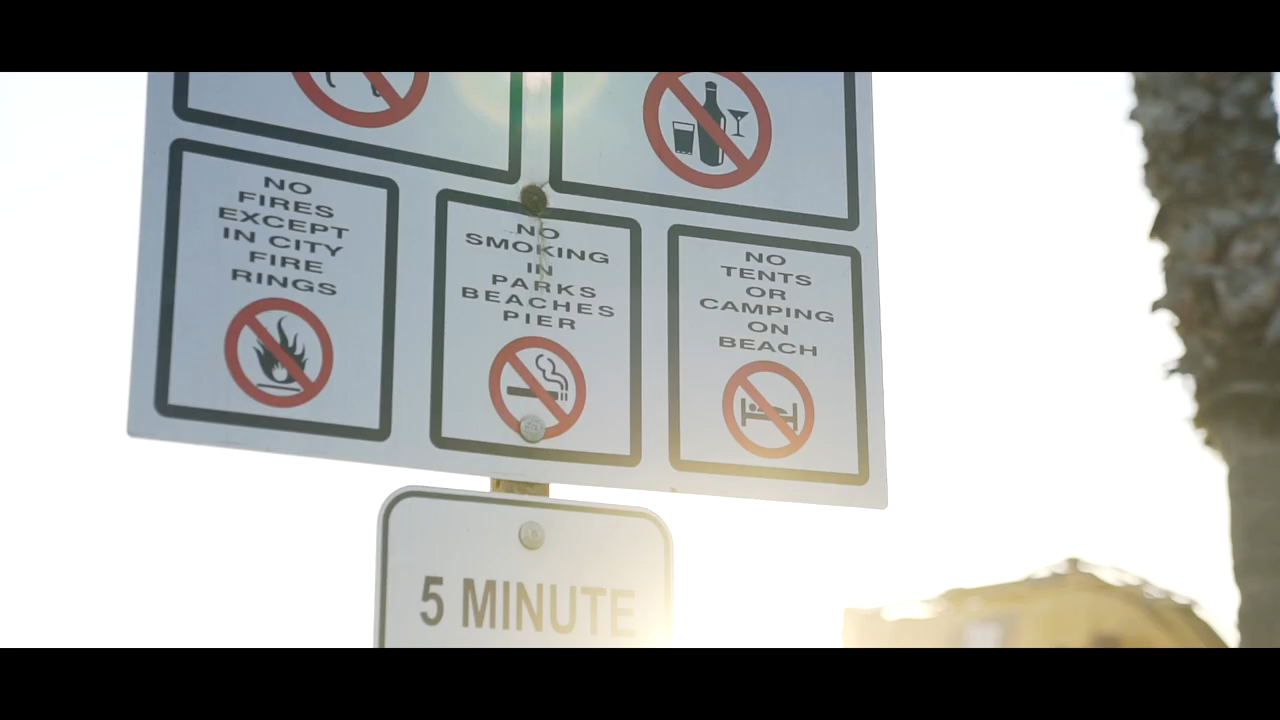 NO
FIRES
EXCEPT
IN CITY
FIRE
RINGS
NO
SMOKING
IN
PARKS
BEACHES
PIER
NO
TENTS
OR
CAMPING
ON
BEACH
5 MINUTE